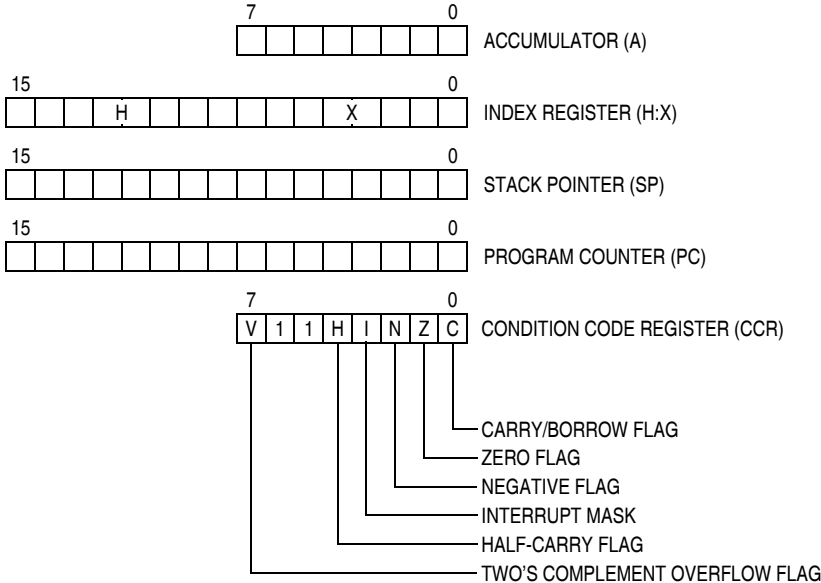 7 0
ACCUMULATOR (A)
15 0
H X INDEX REGISTER (H:X)
15 0
STACK POINTER (SP)
15 0
PROGRAM COUNTER (PC)
7 0
V 1 1 H I N Z C CONDITION CODE REGISTER (CCR)
CARRY/BORROW FLAG
ZERO FLAG
NEGATIVE FLAG
INTERRUPT MASK
HALF-CARRY FLAG
TWO'S COMPLEMENT OVERFLOW FLAG